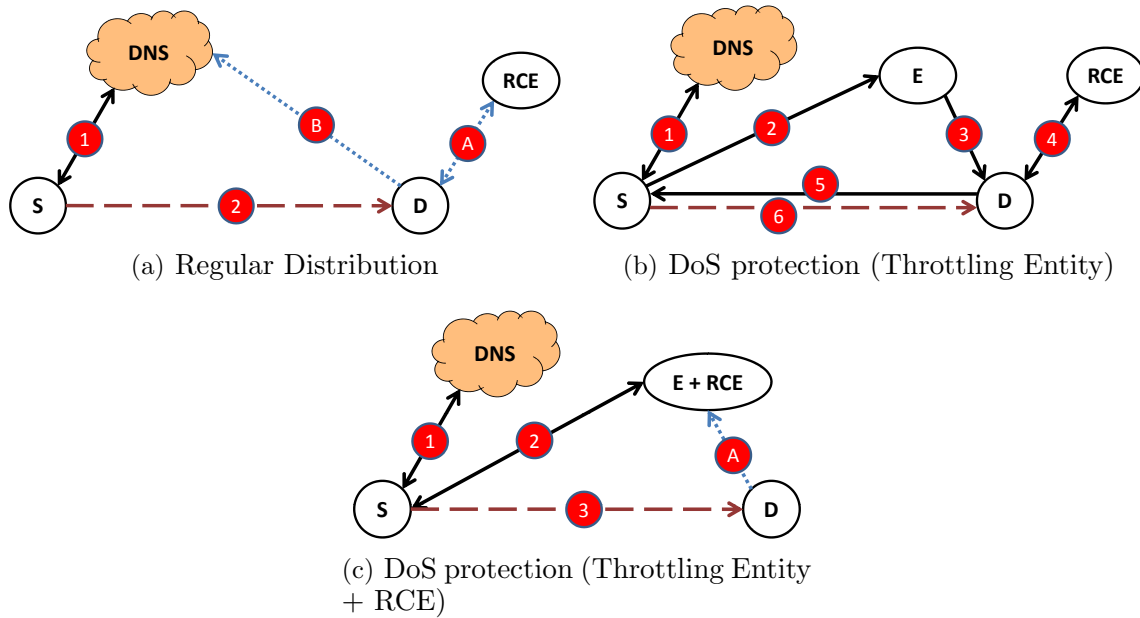 DNS
RCE
B
A
1
S
2
D
(a) Regular Distribution
DNS
E
RCE
1
2
3
4
S
5
6
D
(b) DoS protection (Throttling Entity)
DNS
E + RCE
1
2
A
S
3
D
(c) DoS protection (Throttling Entity
+ RCE)